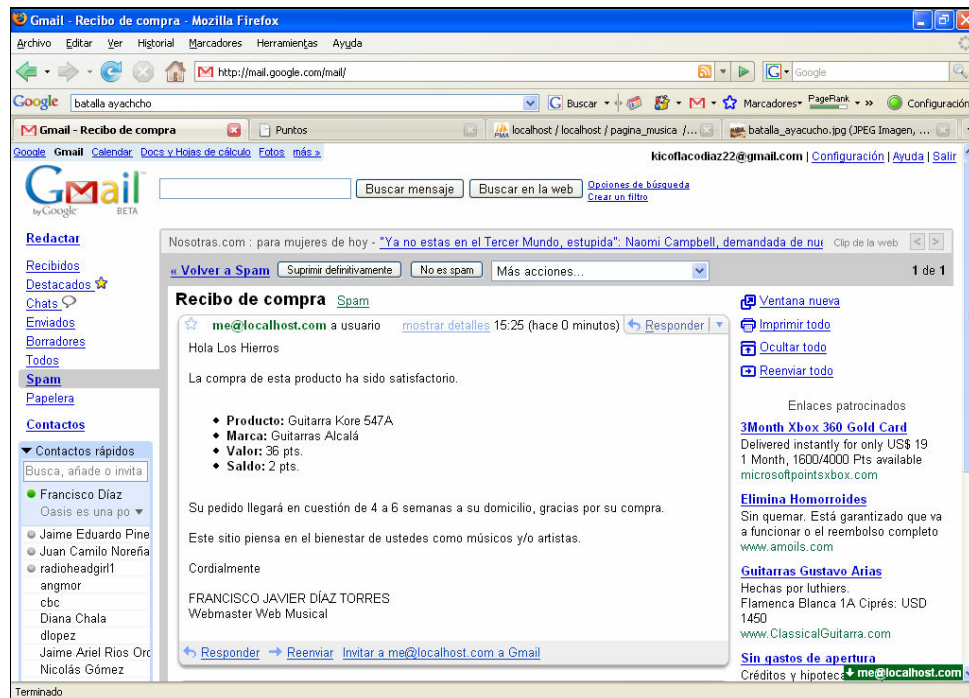 Gmail - Recibo de compra - Mozilla Firefox
Archivo Editar Ver Historial Marcadores Herramientas Ayuda
http://mail.google.com/mail/ Google
Google batalla ayachcho Buscar Marcadores PageRank Configuración
Gmail - Recibo de compra Puntos localhost / localhost / pagina_musica /... batalla_ayacucho.jpg (JPEG Imagen, ...
Google Gmail Calendar Docs y Hojas de cálculo Fotos más »
kicoflacodiaz22@gmail.com | Configuración | Ayuda | Salir
Gmail
by Google BETA
Buscar mensaje Buscar en la web Opciones de búsqueda
Crear un filtro
Redactar
Recibidos
Destacados
Chats
Enviados
Borradores
Todos
Spam
Papelera
Contactos
Contactos rápidos
Busca, añade o invita
Francisco Díaz
Oasis es una po
Jaime Eduardo Pine
Juan Camilo Noreña
radioheadgirl1
angmor
cbc
Diana Chala
dlopez
Jaime Ariel Rios Oro
Nicolás Gómez
Nosotras.com : para mujeres de hoy - "Ya no estas en el Tercer Mundo, estupida": Naomi Campbell, demandada de nue Clip de la web < >
« Volver a Spam Suprimir definitivamente No es spam Más acciones... 1 de 1
Recibo de compra Spam
me@localhost.com a usuario mostrar detalles 15:25 (hace 0 minutos) Responder
Hola Los Hierros
La compra de esta producto ha sido satisfactorio.
• Producto: Guitarra Kore 547A
• Marca: Guitarras Alcalá
• Valor: 36 pts.
• Saldo: 2 pts.
Su pedido llegará en cuestión de 4 a 6 semanas a su domicilio, gracias por su compra.
Este sitio piensa en el bienestar de ustedes como músicos y/o artistas.
Cordialmente
FRANCISCO JAVIER DÍAZ TORRES
Webmaster Web Musical
Responder Reenviar Invitar a me@localhost.com a Gmail
Ventana nueva
Imprimir todo
Ocultar todo
Reenviar todo
Enlaces patrocinados
3Month Xbox 360 Gold Card
Delivered instantly for only US$ 19
1 Month, 1600/4000 Pts available
microsoftpointsxbox.com
Elimina Homorroides
Sin quemar. Está garantizado que va
a funcionar o el reembolso completo
www.amoils.com
Guitarras Gustavo Arias
Hechas por luthiers.
Flamenca Blanca 1A Ciprés: USD
1450
www.ClassicalGuitarra.com
Sin gastos de apertura
Créditos y hipoteca
me@localhost.com
Terminado